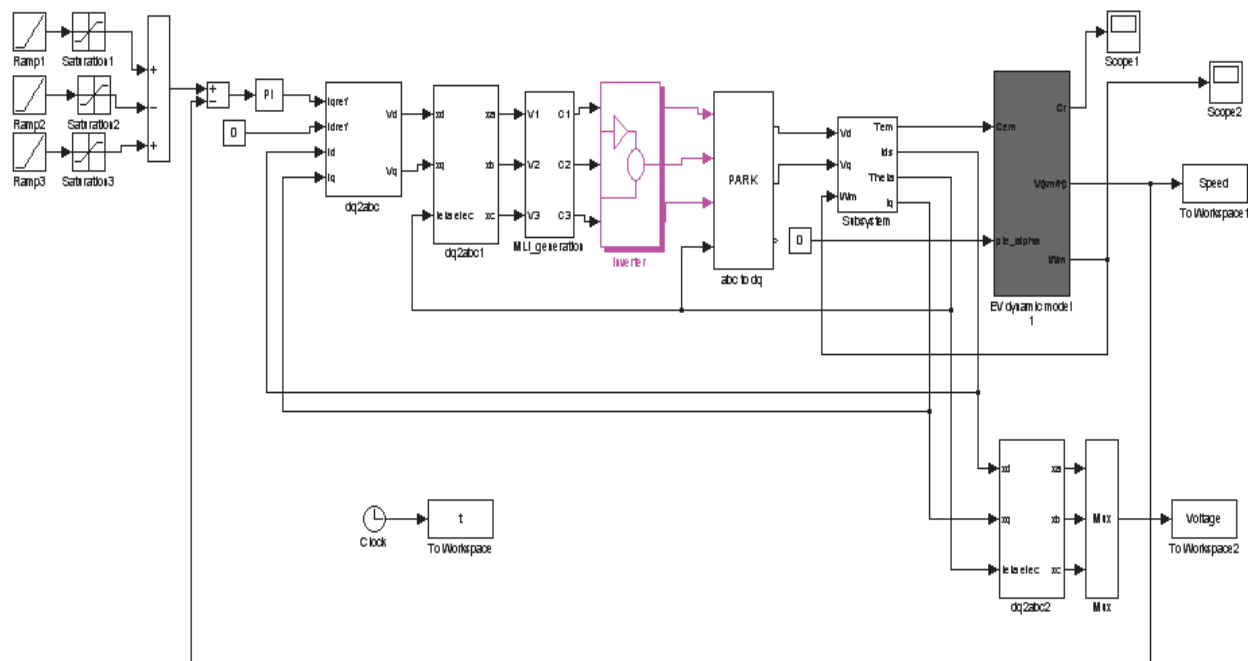 Ramp1
Saturation1
Ramp2
Saturation2
Ramp3
Saturation3
+
−
+
+
−
PI
0
Iqref
Idref
Id
Iq
Vd
Vq
dq2abc
xd
xq
teta elec
xa
xb
xc
dq2abc1
V1
V2
V3
C1
C2
C3
MLI_generation
Inverter
PARK
abc to dq
0
Vd
Vq
Wm
Tem
Ids
Theta
Iq
Subsystem
Cem
pte_alpha
Cr
V(km/h)
Wm
EV dynamic model
1
Scope1
Scope2
Speed
To Workspace1
Clock
t
To Workspace
xd
xq
teta elec
xa
xb
xc
dq2abc2
Mux
Mux
Voltage
To Workspace2